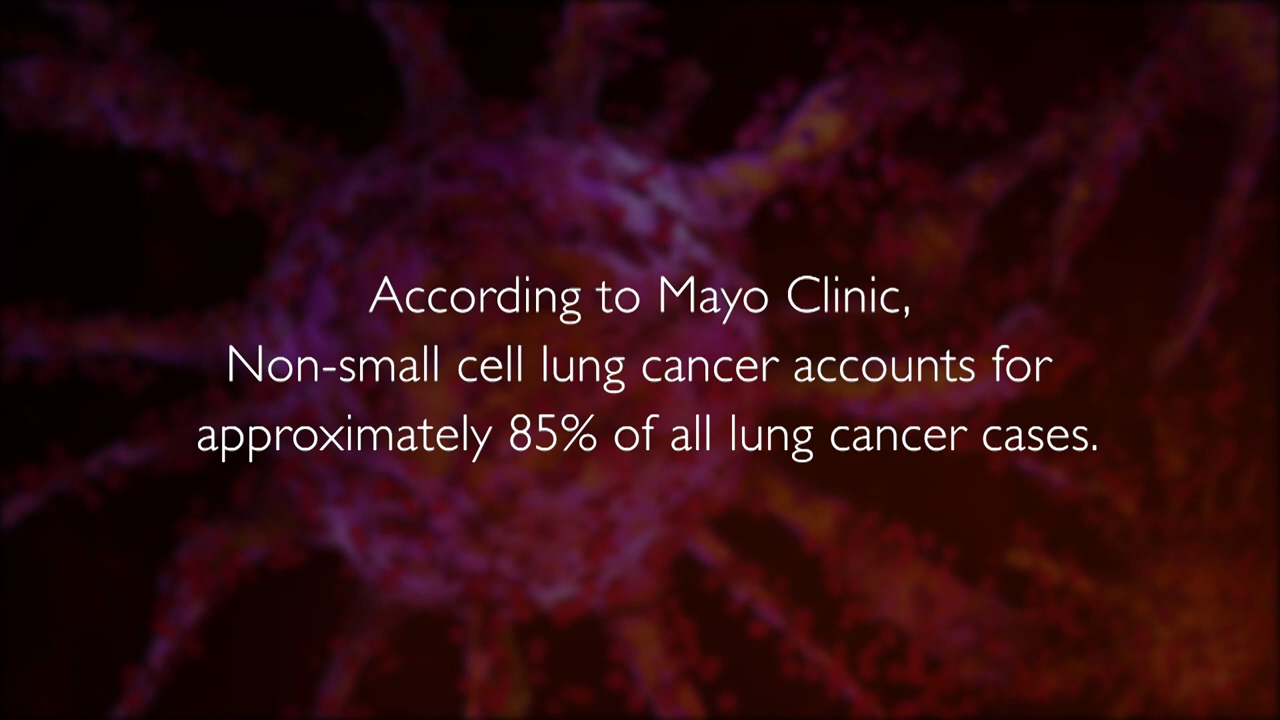 According to Mayo Clinic,
Non-small cell lung cancer accounts for
approximately 85% of all lung cancer cases.